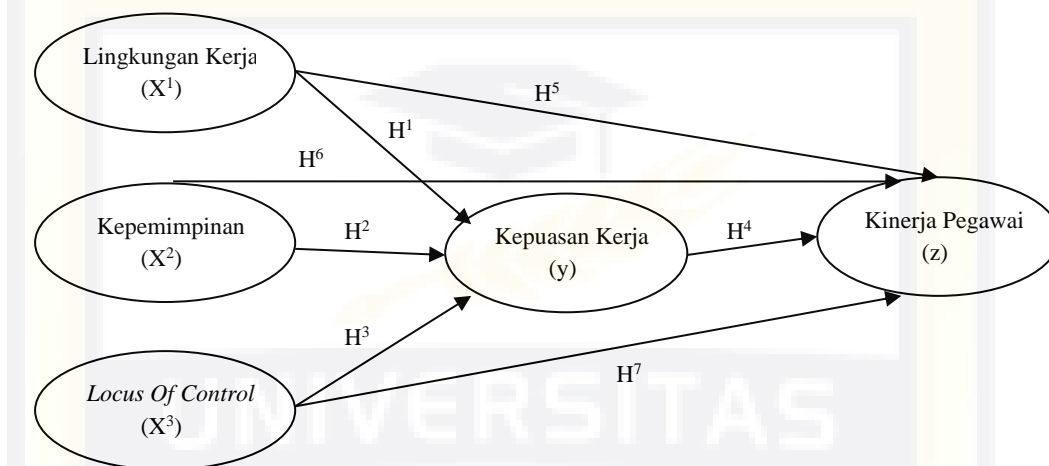 Lingkungan Kerja
(X¹)
H⁵
H¹
H⁶
Kepemimpinan
(X²)
H²
Kepuasan Kerja
(y)
H⁴
Kinerja Pegawai
(z)
H³
Locus Of Control
(X³)
H⁷
UNIVERSITAS